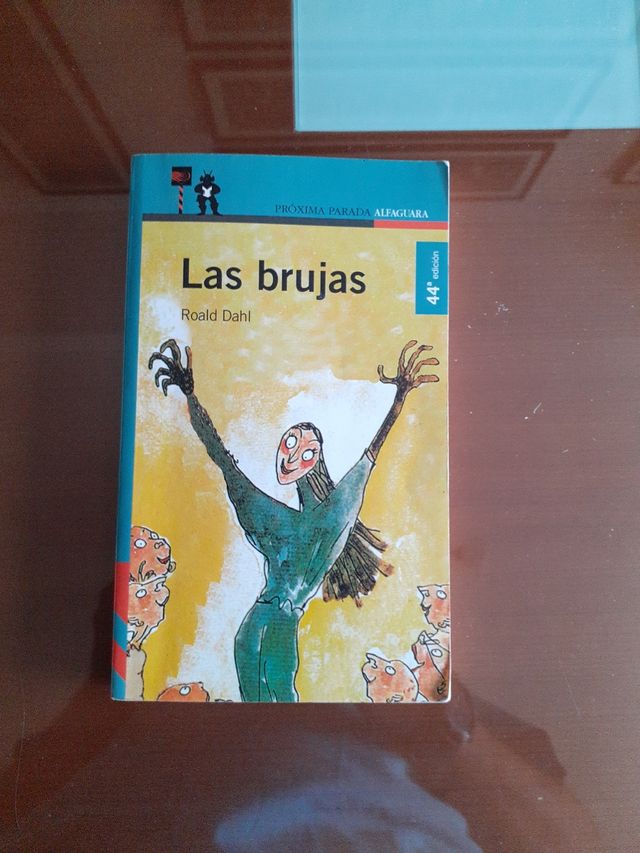 PRÓXIMA PARADA ALFAGUARA
44ª edición
Las brujas
Roald Dahl